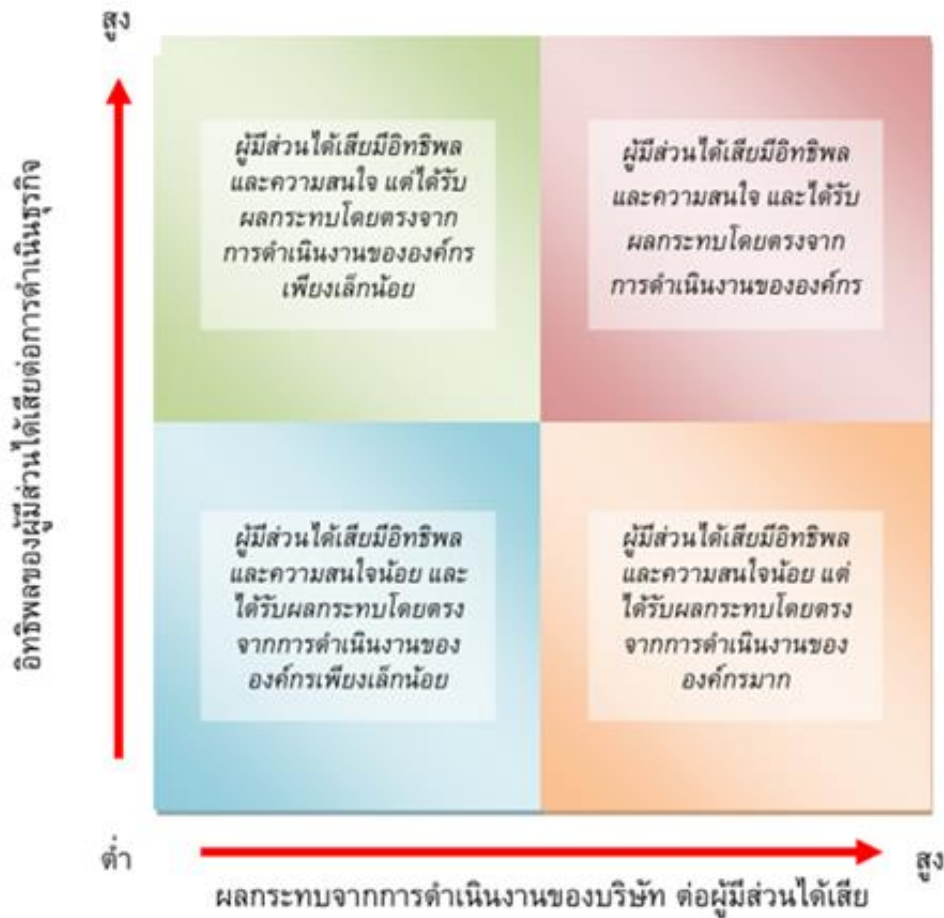 สูง
อิทธิพลของผู้มีส่วนได้เสียต่อการดำเนินธุรกิจ
ผู้มีส่วนได้เสียมีอิทธิพล
และความสนใจ แต่ได้รับ
ผลกระทบโดยตรงจาก
การดำเนินงานขององค์กร
เพียงเล็กน้อย
ผู้มีส่วนได้เสียมีอิทธิพล
และความสนใจ และได้รับ
ผลกระทบโดยตรงจาก
การดำเนินงานขององค์กร
ผู้มีส่วนได้เสียมีอิทธิพล
และความสนใจน้อย และ
ได้รับผลกระทบโดยตรง
จากการดำเนินงานของ
องค์กรเพียงเล็กน้อย
ผู้มีส่วนได้เสียมีอิทธิพล
และความสนใจน้อย แต่
ได้รับผลกระทบโดยตรง
จากการดำเนินงานของ
องค์กรมาก
ต่ำ
สูง
ผลกระทบจากการดำเนินงานของบริษัท ต่อผู้มีส่วนได้เสีย